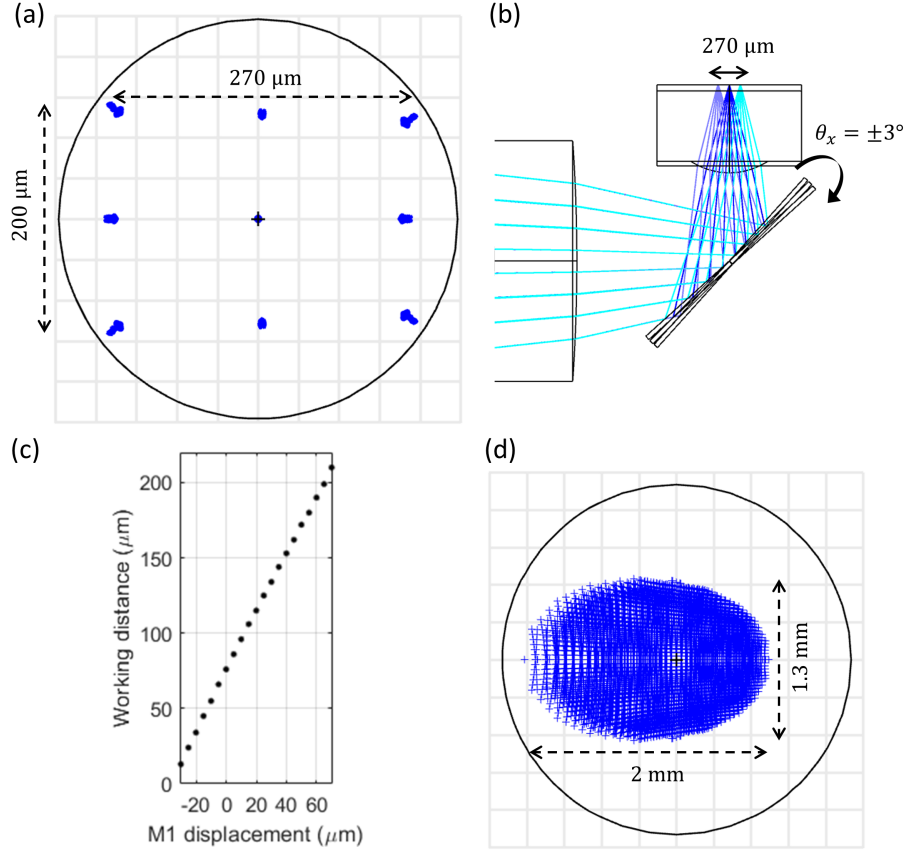 (a)
270 μm
200 μm
(b)
270 μm
θx = ±3°
(c)
200
150
100
50
0
Working distance (μm)
-20 0 20 40 60
M1 displacement (μm)
(d)
1.3 mm
2 mm